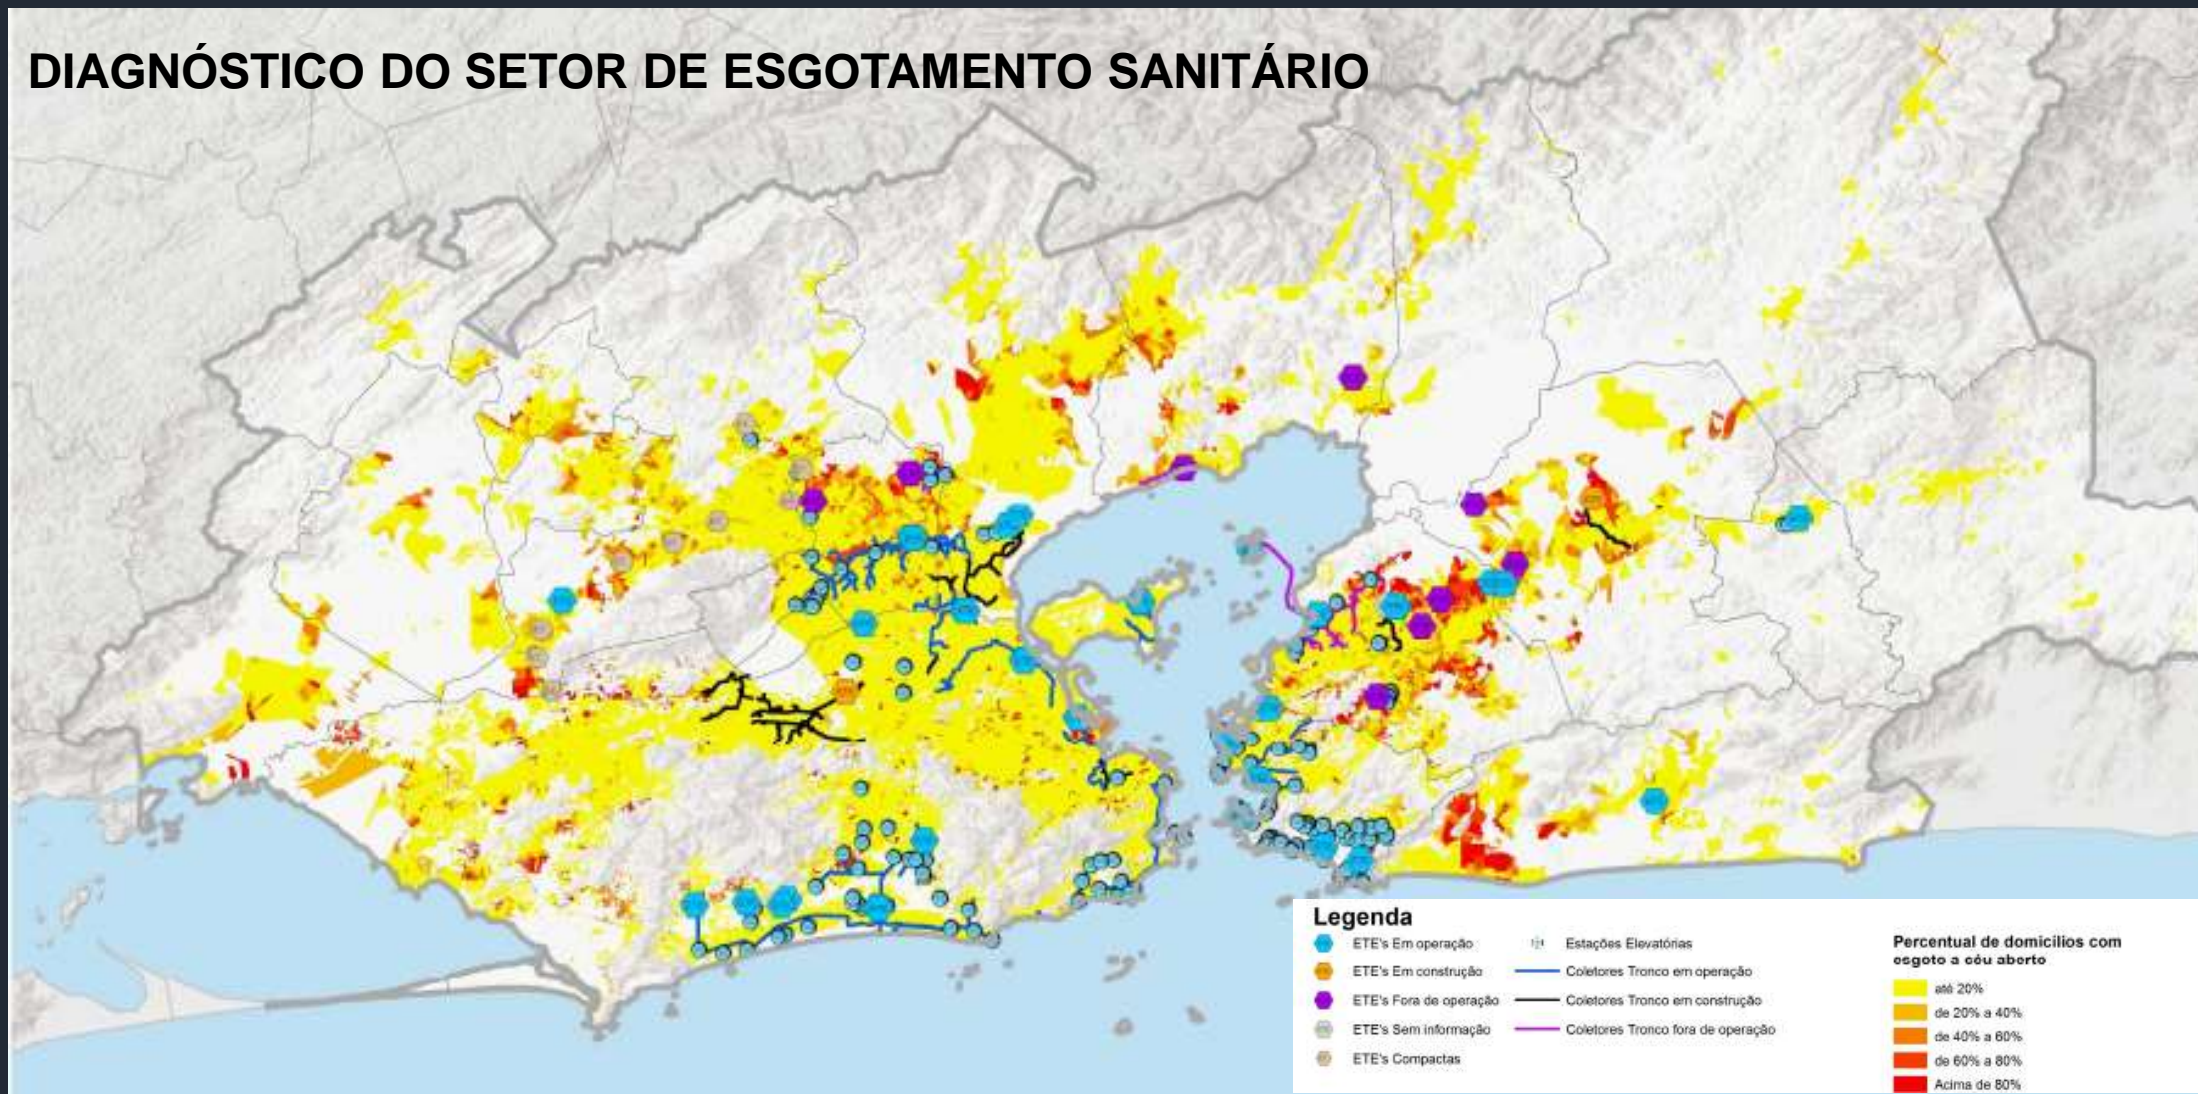 DIAGNÓSTICO DO SETOR DE ESGOTAMENTO SANITÁRIO
Legenda
ETE's Em operação
ETE's Em construção
ETE's Fora de operação
ETE's Sem informação
ETE's Compactas
Estações Elevatórias
Coletores Tronco em operação
Coletores Tronco em construção
Coletores Tronco fora de operação
Percentual de domicílios com
esgoto a céu aberto
até 20%
de 20% a 40%
de 40% a 60%
de 60% a 80%
Acima de 80%